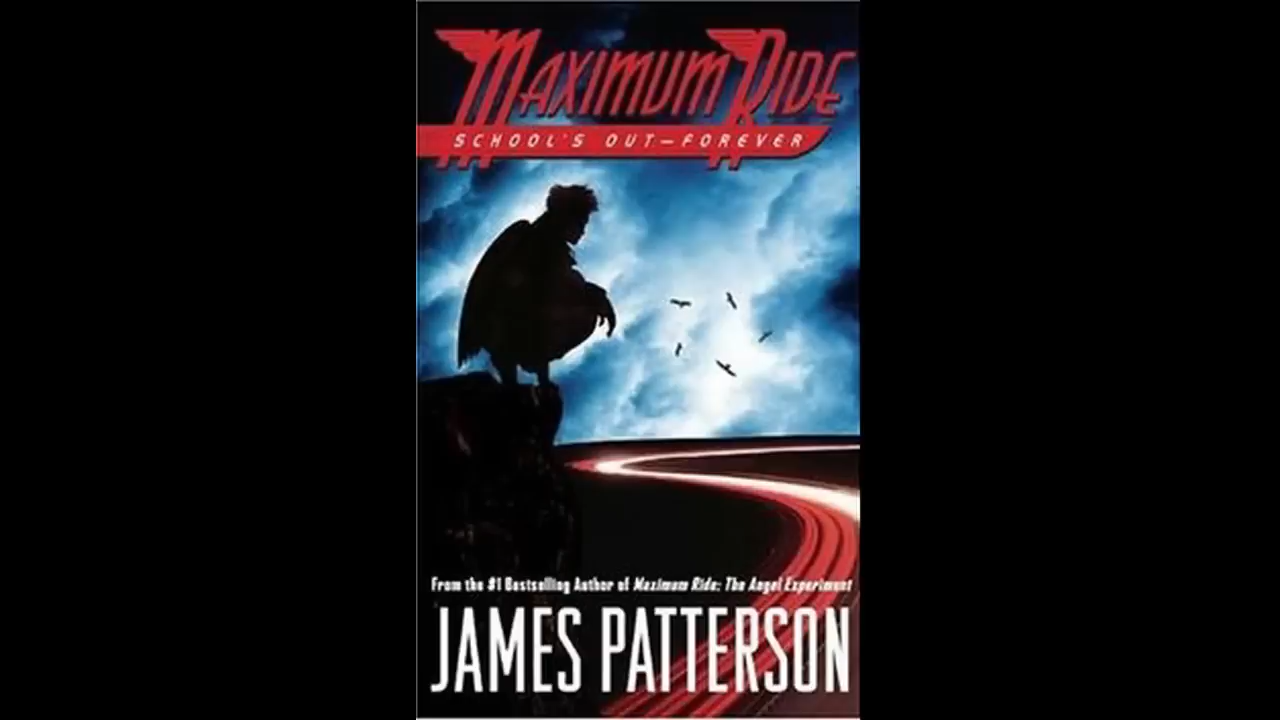 MAXIMUM RIDE
SCHOOL'S OUT—FOREVER
From the #1 Bestselling Author of Maximum Ride: The Angel Experiment
JAMES PATTERSON